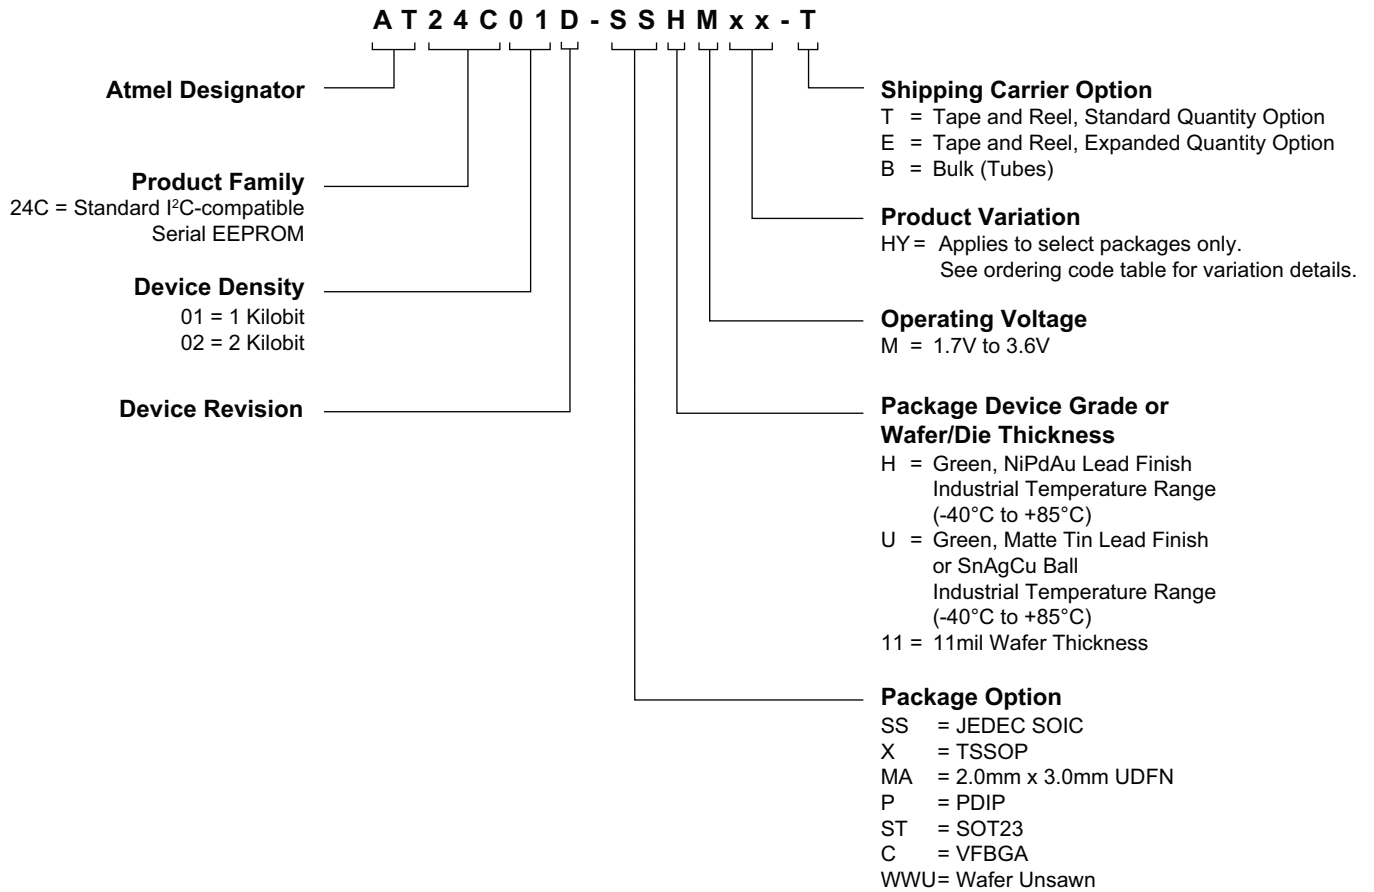 A T 2 4 C 0 1 D - S S H M x x - T
Atmel Designator
Product Family
24C = Standard I²C-compatible
Serial EEPROM
Device Density
01 = 1 Kilobit
02 = 2 Kilobit
Device Revision
Shipping Carrier Option
T = Tape and Reel, Standard Quantity Option
E = Tape and Reel, Expanded Quantity Option
B = Bulk (Tubes)
Product Variation
HY = Applies to select packages only.
See ordering code table for variation details.
Operating Voltage
M = 1.7V to 3.6V
Package Device Grade or
Wafer/Die Thickness
H = Green, NiPdAu Lead Finish
Industrial Temperature Range
(-40°C to +85°C)
U = Green, Matte Tin Lead Finish
or SnAgCu Ball
Industrial Temperature Range
(-40°C to +85°C)
11 = 11mil Wafer Thickness
Package Option
SS = JEDEC SOIC
X = TSSOP
MA = 2.0mm x 3.0mm UDFN
P = PDIP
ST = SOT23
C = VFBGA
WWU= Wafer Unsawn